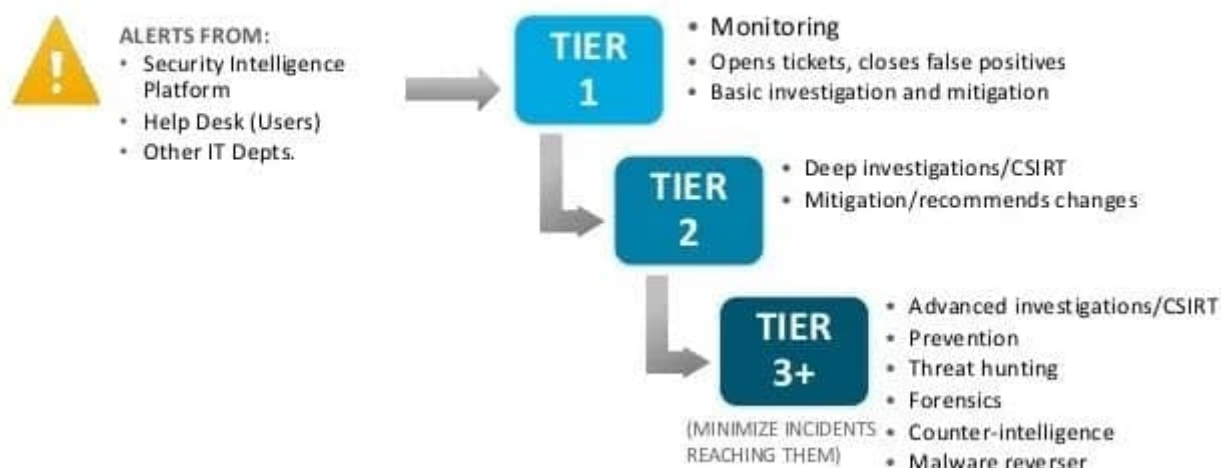 ALERTS FROM:
• Security Intelligence
Platform
• Help Desk (Users)
• Other IT Depts.
TIER
1
• Monitoring
• Opens tickets, closes false positives
• Basic investigation and mitigation
TIER
2
• Deep investigations/CSIRT
• Mitigation/recommends changes
TIER
3+
(MINIMIZE INCIDENTS
REACHING THEM)
• Advanced investigations/CSIRT
• Prevention
• Threat hunting
• Forensics
• Counter-intelligence
• Malware reverser